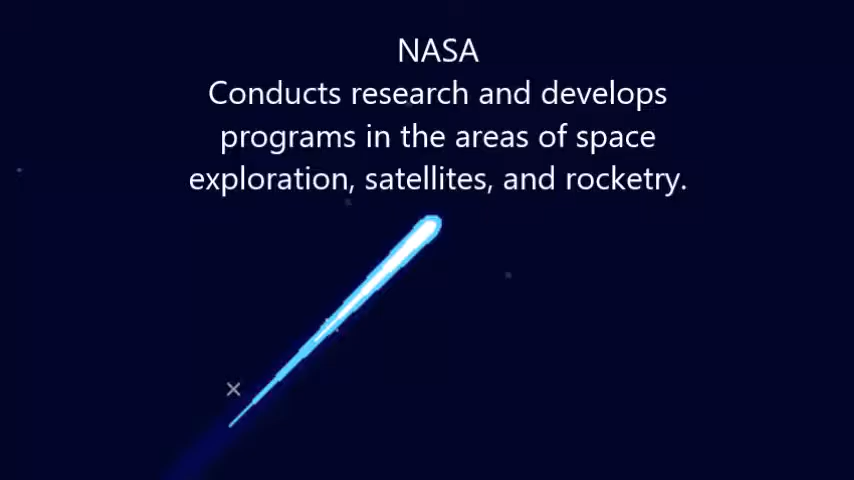 NASA
Conducts research and develops
programs in the areas of space
exploration, satellites, and rocketry.